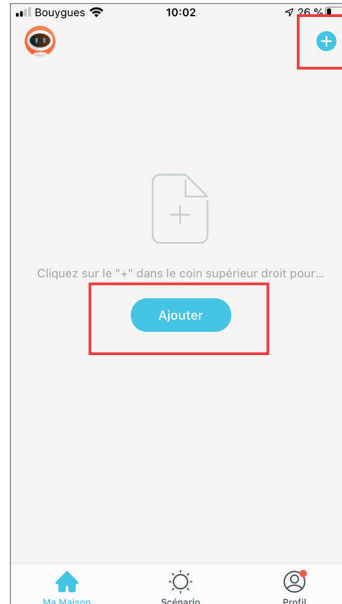 Bouygues 10:02 26 %
Cliquez sur le "+" dans le coin supérieur droit pour...
Ajouter
Ma Maison Scénario Profil